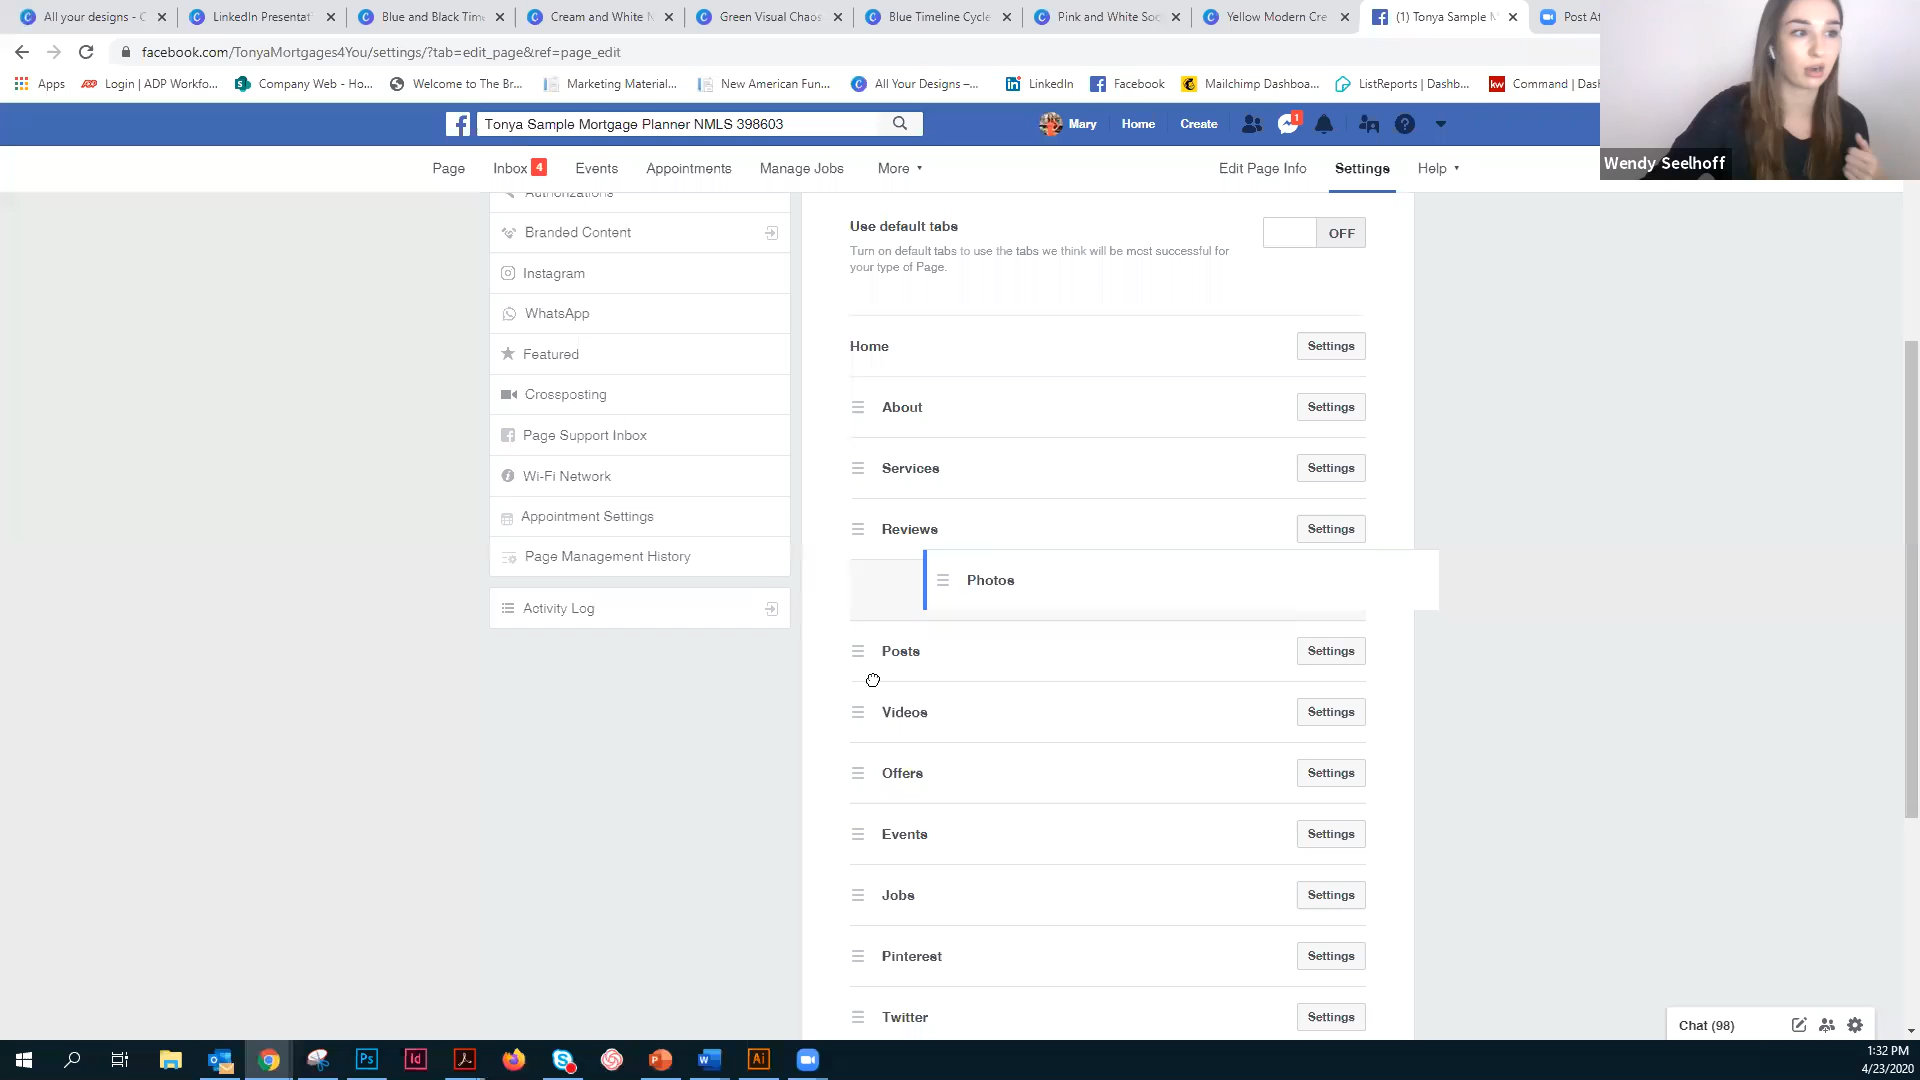 All your designs - C
LinkedIn Presentat
Blue and Black Time
Cream and White N
Green Visual Chaos
Blue Timeline Cycle
Pink and White Soc
Yellow Modern Cre
(1) Tonya Sample M
Post At
facebook.com/TonyaMortgages4You/settings/?tab=edit_page&ref=page_edit
Apps
Login | ADP Workfo...
Company Web - Ho...
Welcome to The Br...
Marketing Material...
New American Fun...
All Your Designs –...
LinkedIn
Facebook
Mailchimp Dashboa...
ListReports | Dashb...
Command | Das
Wendy Seelhoff
Tonya Sample Mortgage Planner NMLS 398603
Mary
Home
Create
1
Page
Inbox 4
Events
Appointments
Manage Jobs
More
Edit Page Info
Settings
Help
Authorizations
Branded Content
Instagram
WhatsApp
Featured
Crossposting
Page Support Inbox
Wi-Fi Network
Appointment Settings
Page Management History
Activity Log
Use default tabs
OFF
Turn on default tabs to use the tabs we think will be most successful for
your type of Page.
Home Settings
About Settings
Services Settings
Reviews Settings
Photos
Posts Settings
Videos Settings
Offers Settings
Events Settings
Jobs Settings
Pinterest Settings
Twitter Settings
Chat (98)
1:32 PM
4/23/2020